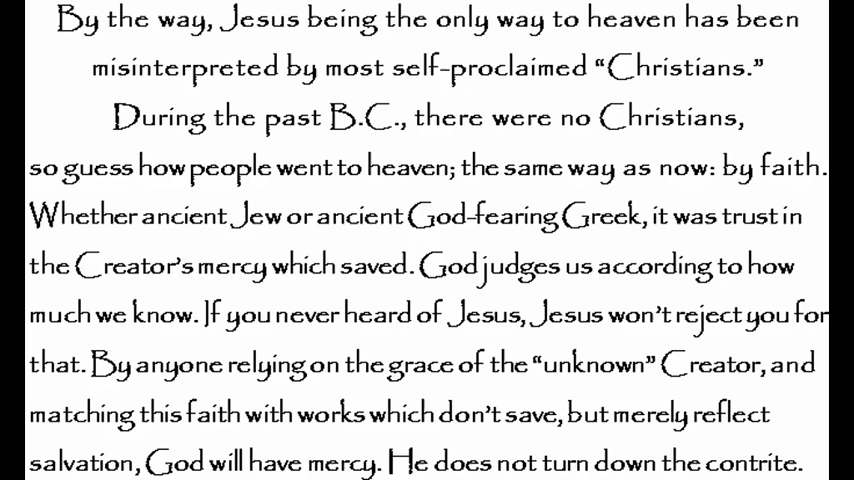 By the way, Jesus being the only way to heaven has been
misinterpreted by most self-proclaimed “Christians.”
During the past B.C., there were no Christians,
so guess how people went to heaven; the same way as now: by faith.
Whether ancient Jew or ancient God-fearing Greek, it was trust in
the Creator’s mercy which saved. God judges us according to how
much we know. If you never heard of Jesus, Jesus won’t reject you for
that. By anyone relying on the grace of the “unknown” Creator, and
matching this faith with works which don’t save, but merely reflect
salvation, God will have mercy. He does not turn down the contrite.